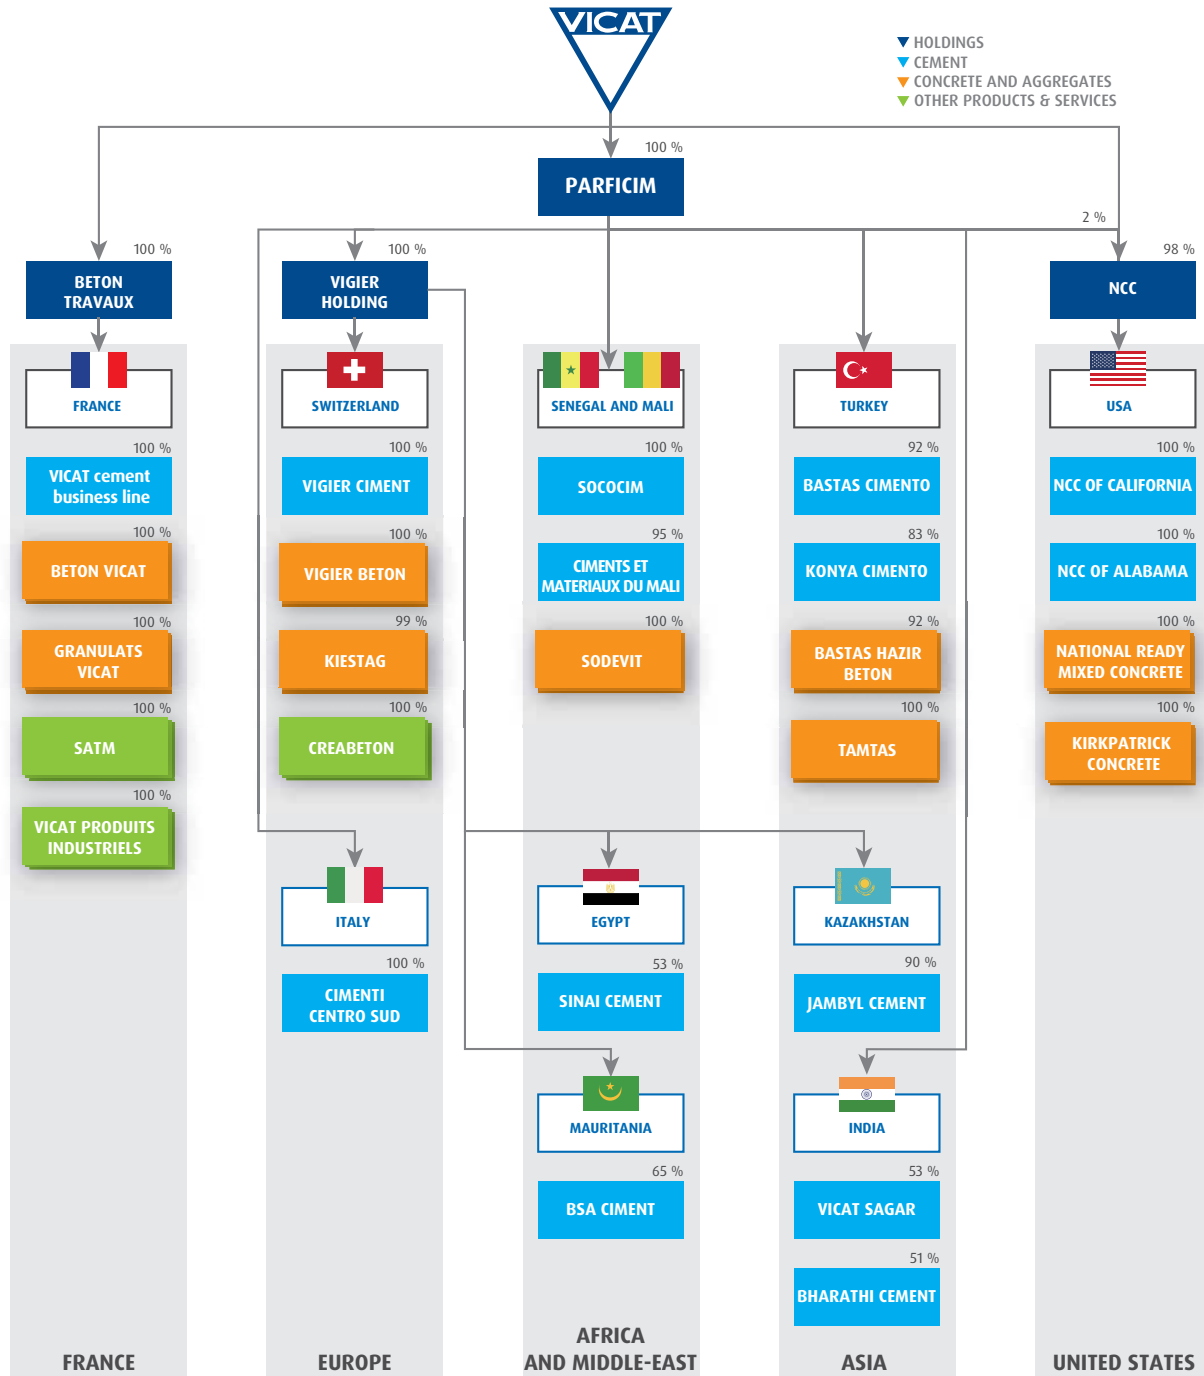 VICAT
HOLDINGS
CEMENT
CONCRETE AND AGGREGATES
OTHER PRODUCTS & SERVICES
100 %
PARFICIM
2 %
100 %
BETON
TRAVAUX
100 %
VIGIER
HOLDING
98 %
NCC
FRANCE
100 %
VICAT cement
business line
100 %
BETON VICAT
100 %
GRANULATS
VICAT
100 %
SATM
100 %
VICAT PRODUITS
INDUSTRIELS
FRANCE
SWITZERLAND
100 %
VIGIER CIMENT
100 %
VIGIER BETON
99 %
KIESTAG
100 %
CREABETON
ITALY
100 %
CIMENTI
CENTRO SUD
EUROPE
SENEGAL AND MALI
100 %
SOCOCIM
95 %
CIMENTS ET
MATERIAUX DU MALI
100 %
SODEVIT
EGYPT
53 %
SINAI CEMENT
MAURITANIA
65 %
BSA CIMENT
AFRICA
AND MIDDLE-EAST
TURKEY
92 %
BASTAS CIMENTO
83 %
KONYA CIMENTO
92 %
BASTAS HAZIR
BETON
100 %
TAMTAS
KAZAKHSTAN
90 %
JAMBYL CEMENT
INDIA
53 %
VICAT SAGAR
51 %
BHARATHI CEMENT
ASIA
USA
100 %
NCC OF CALIFORNIA
100 %
NCC OF ALABAMA
100 %
NATIONAL READY
MIXED CONCRETE
100 %
KIRKPATRICK
CONCRETE
UNITED STATES